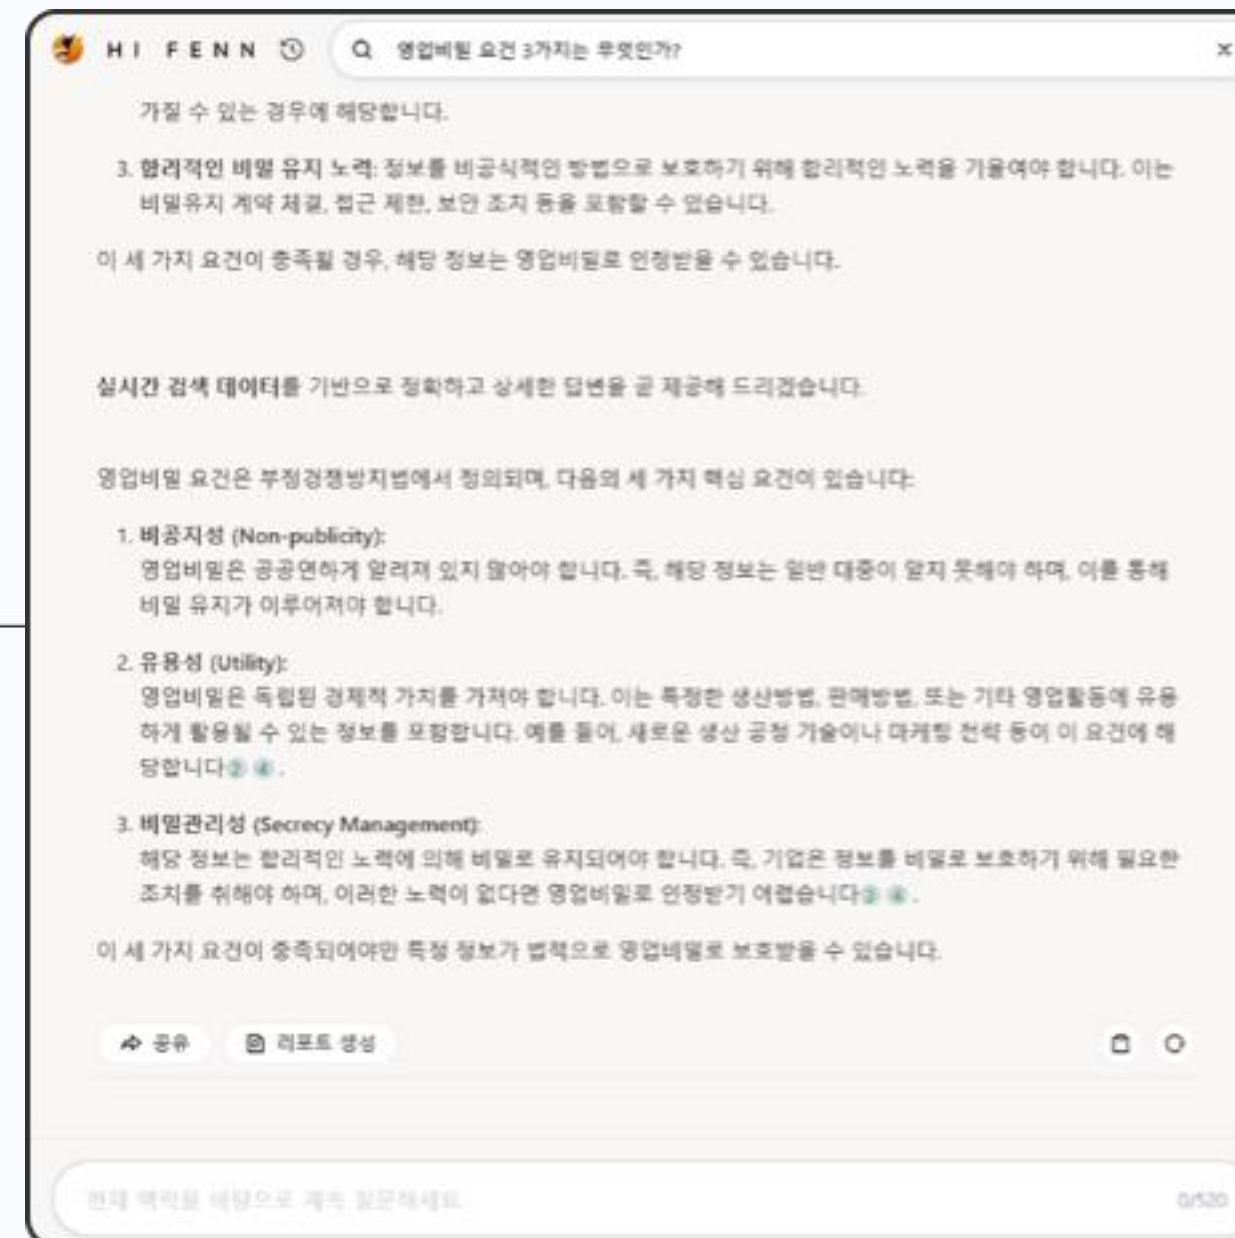 HI FENN
영업비밀 요건 3가지는 무엇인가?
가질 수 있는 경우에 해당합니다.
3. 합리적인 비밀 유지 노력: 정보를 비공식적인 방법으로 보호하기 위해 합리적인 노력을 기울여야 합니다. 이는
비밀유지 계약 체결, 접근 제한, 보안 조치 등을 포함할 수 있습니다.
이 세 가지 요건이 충족될 경우, 해당 정보는 영업비밀로 인정받을 수 있습니다.
실시간 검색 데이터를 기반으로 정확하고 상세한 답변을 곧 제공해 드리겠습니다.
영업비밀 요건은 부정경쟁방지법에서 정의되며, 다음의 세 가지 핵심 요건이 있습니다:
1. 비공지성 (Non-publicity):
영업비밀은 공공연하게 알려져 있지 않아야 합니다. 즉, 해당 정보는 일반 대중이 알지 못해야 하며, 이를 통해
비밀 유지가 이루어져야 합니다.
2. 유용성 (Utility):
영업비밀은 독립된 경제적 가치를 가져야 합니다. 이는 특정한 생산방법, 판매방법, 또는 기타 영업활동에 유용
하게 활용될 수 있는 정보를 포함합니다. 예를 들어, 새로운 생산 공정 기술이나 마케팅 전략 등이 이 요건에 해
당합니다 .
3. 비밀관리성 (Secrecy Management):
해당 정보는 합리적인 노력에 의해 비밀로 유지되어야 합니다. 즉, 기업은 정보를 비밀로 보호하기 위해 필요한
조치를 취해야 하며, 이러한 노력이 없다면 영업비밀로 인정받기 어렵습니다 .
이 세 가지 요건이 충족되어야만 특정 정보가 법적으로 영업비밀로 보호받을 수 있습니다.
공유
리포트 생성
현재 맥락을 바탕으로 계속 질문하세요.
0/520